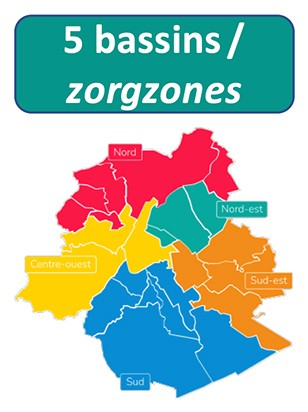 5 bassins /
zorgzones
Nord
Nord-est
Centre-ouest
Sud-est
Sud